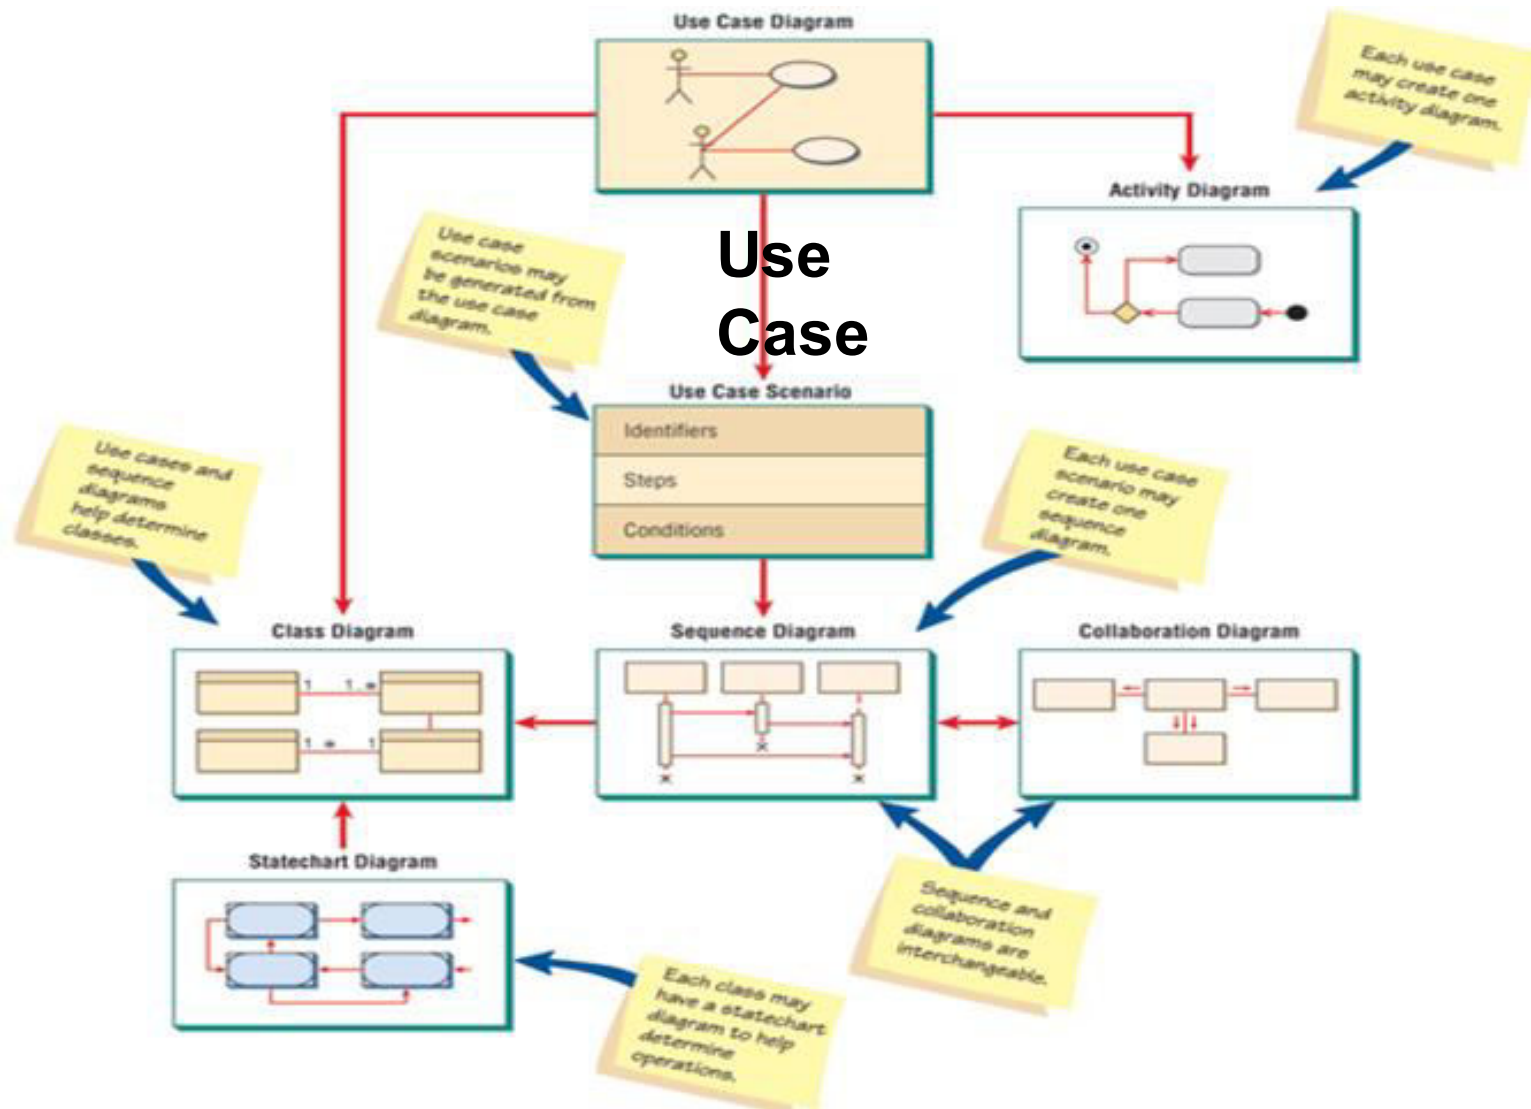 Use Case Diagram
Each use case
may create one
activity diagram.
Activity Diagram
Use case
scenarios may
be generated from
the use case
diagram.
Use
Case
Use Case Scenario
Identifiers
Steps
Conditions
Use cases and
sequence
diagrams
help determine
classes.
Each use case
scenario may
create one
sequence
diagram.
Class Diagram
1
1..∞
1..∞
1
Sequence Diagram
Collaboration Diagram
Statechart Diagram
Sequence and
collaboration
diagrams are
interchangeable.
Each class may
have a statechart
diagram to help
determine
operations.